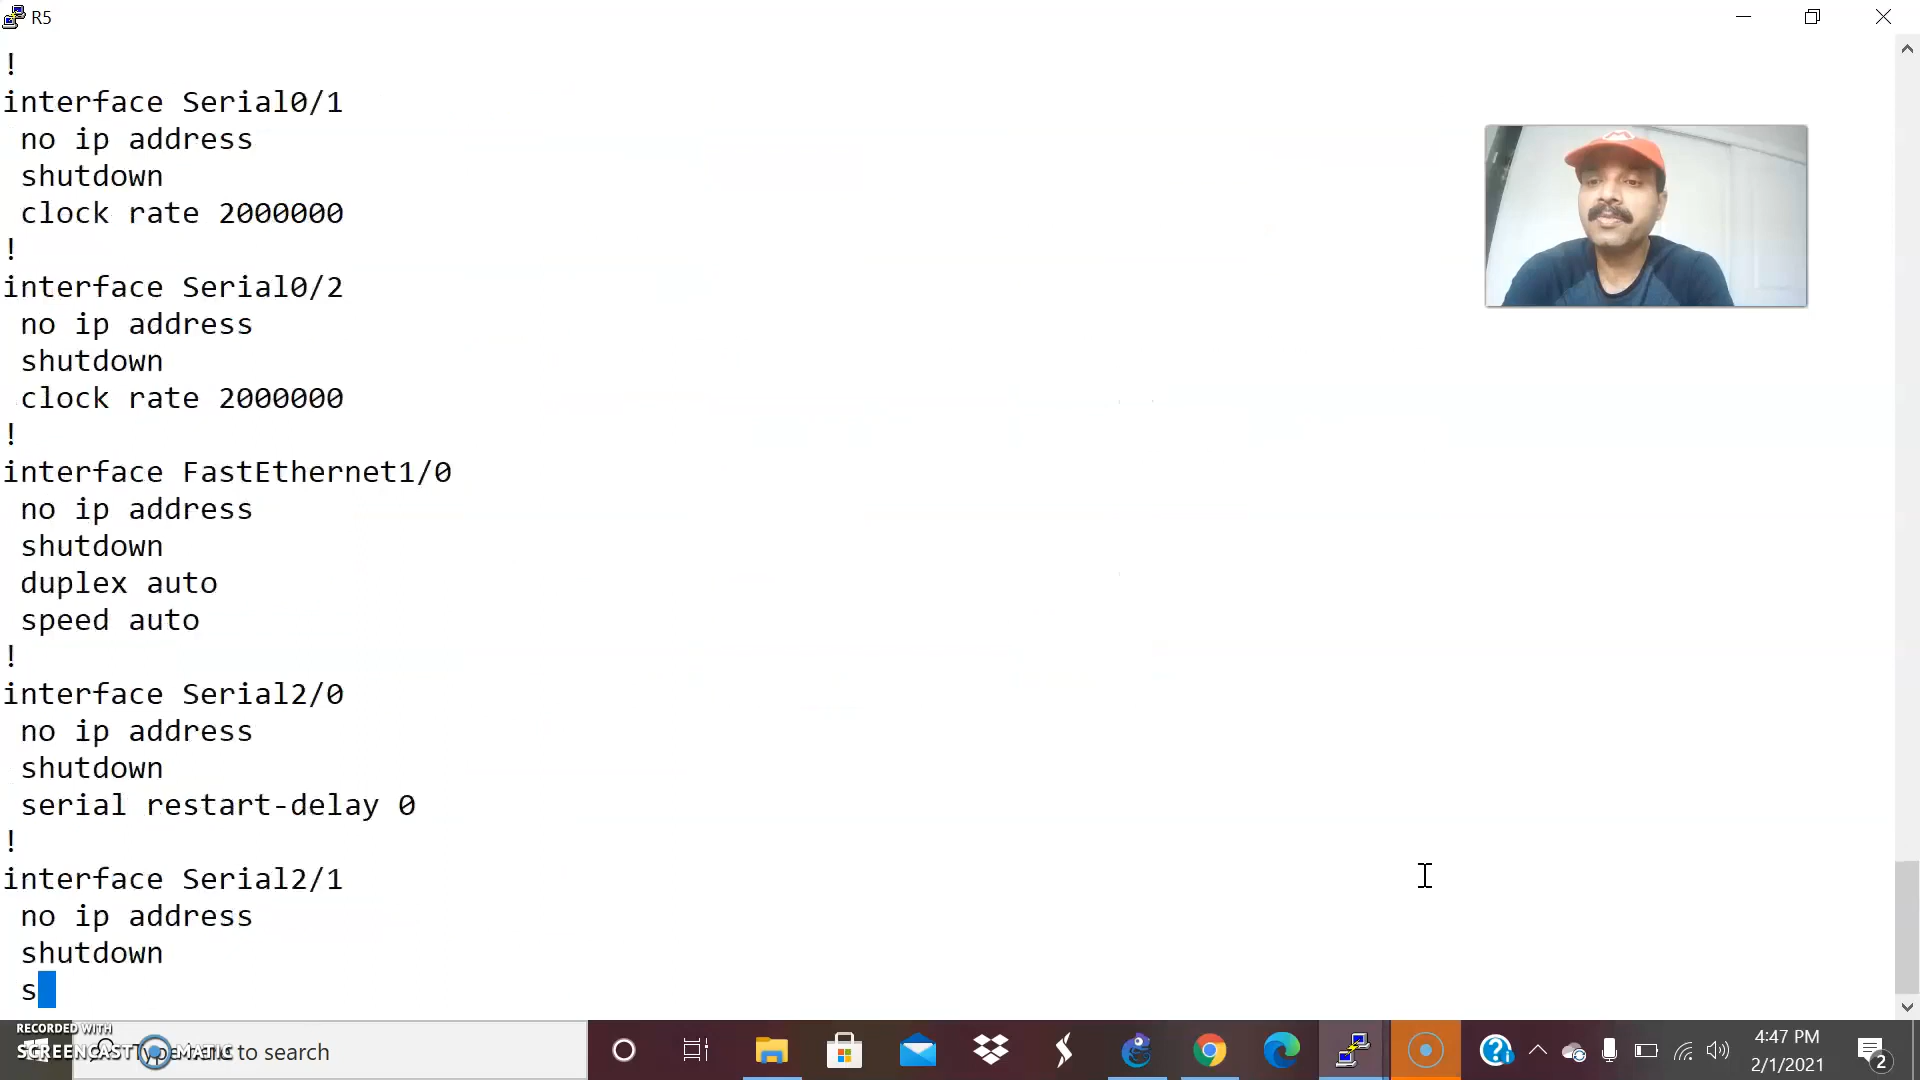 R5
!
interface Serial0/1
no ip address
shutdown
clock rate 2000000
!
interface Serial0/2
no ip address
shutdown
clock rate 2000000
!
interface FastEthernet1/0
no ip address
shutdown
duplex auto
speed auto
!
interface Serial2/0
no ip address
shutdown
serial restart-delay 0
!
interface Serial2/1
no ip address
shutdown
s
RECORDED WITH
SCREENCAST MATIC
to search
4:47 PM
2/1/2021
2